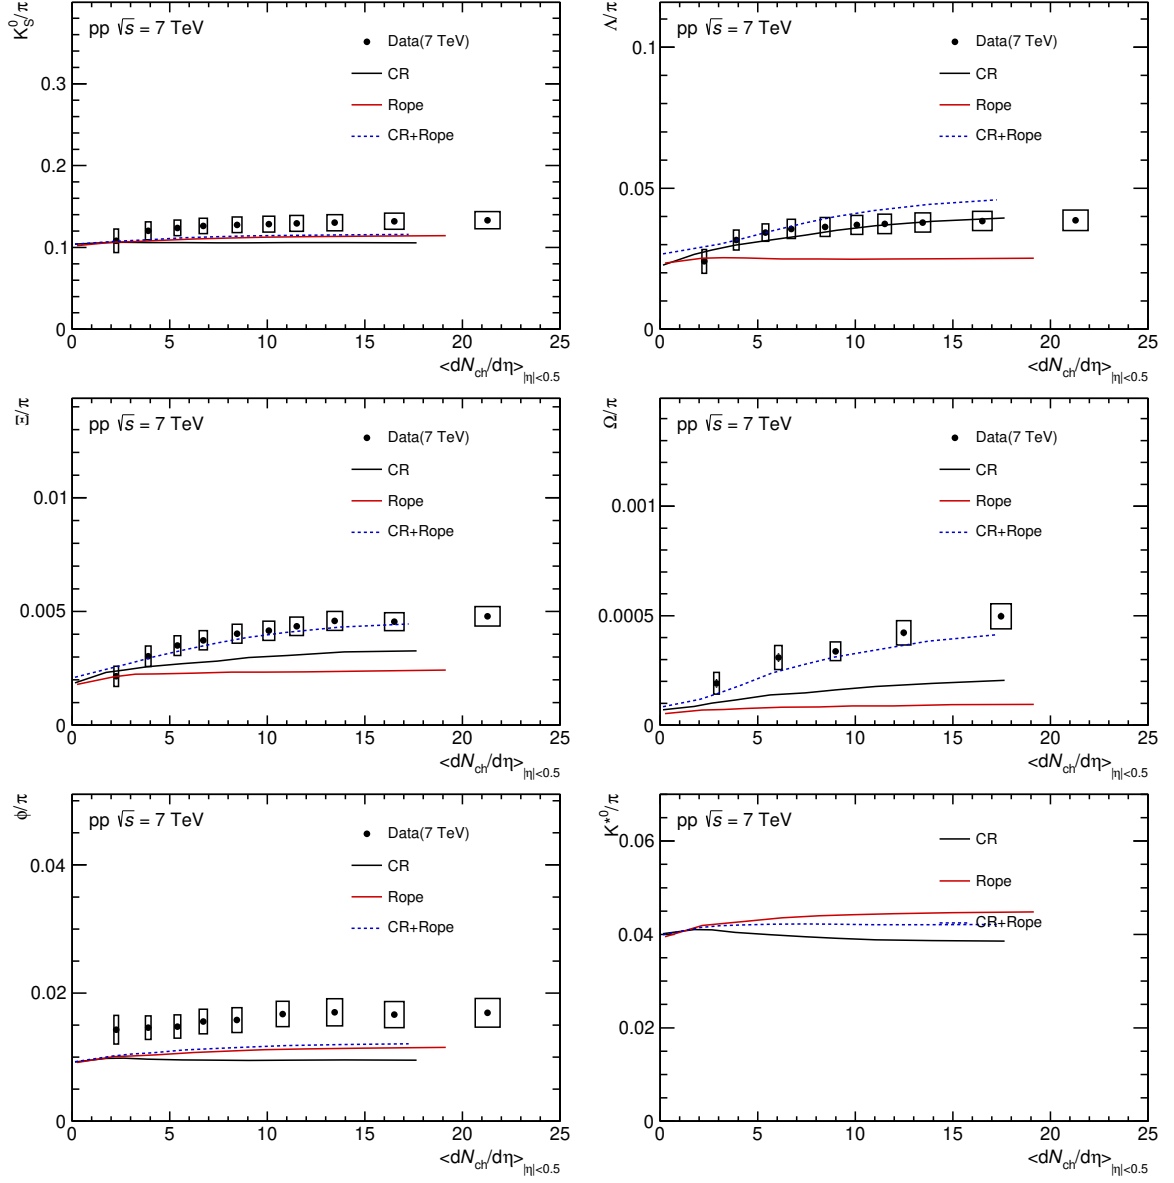 K⁰_S/π
pp √s = 7 TeV
Data(7 TeV)
CR
Rope
CR+Rope
0.3
0.2
0.1
0
0 5 10 15 20 25
<dN_ch/dη>_|η|<0.5
Λ/π
pp √s = 7 TeV
Data(7 TeV)
CR
Rope
CR+Rope
0.1
0.05
0
0 5 10 15 20 25
<dN_ch/dη>_|η|<0.5
Ξ/π
pp √s = 7 TeV
Data(7 TeV)
CR
Rope
CR+Rope
0.01
0.005
0
0 5 10 15 20 25
<dN_ch/dη>_|η|<0.5
Ω/π
pp √s = 7 TeV
Data(7 TeV)
CR
Rope
CR+Rope
0.001
0.0005
0
0 5 10 15 20 25
<dN_ch/dη>_|η|<0.5
ϕ/π
pp √s = 7 TeV
Data(7 TeV)
CR
Rope
CR+Rope
0.04
0.02
0
0 5 10 15 20 25
<dN_ch/dη>_|η|<0.5
K*⁰/π
pp √s = 7 TeV
CR
Rope
CR+Rope
0.06
0.04
0.02
0
0 5 10 15 20 25
<dN_ch/dη>_|η|<0.5